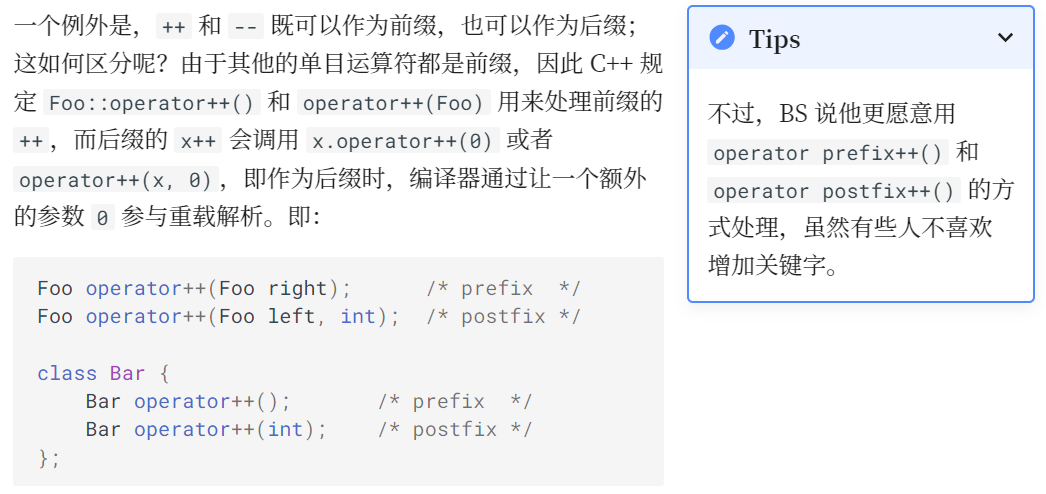 一个例外是，++ 和 -- 既可以作为前缀，也可以作为后缀；
这如何区分呢？由于其他的单目运算符都是前缀，因此 C++ 规
定 Foo::operator++() 和 operator++(Foo) 用来处理前缀的
++，而后缀的 x++ 会调用 x.operator++(0) 或者
operator++(x, 0)，即作为后缀时，编译器通过让一个额外
的参数 0 参与重载解析。即：
Foo operator++(Foo right);      /* prefix  */
Foo operator++(Foo left, int);  /* postfix */
class Bar {
    Bar operator++();       /* prefix  */
    Bar operator++(int);    /* postfix */
};
Tips
不过，BS 说他更愿意用
operator prefix++() 和
operator postfix++() 的方
式处理，虽然有些人不喜欢
增加关键字。